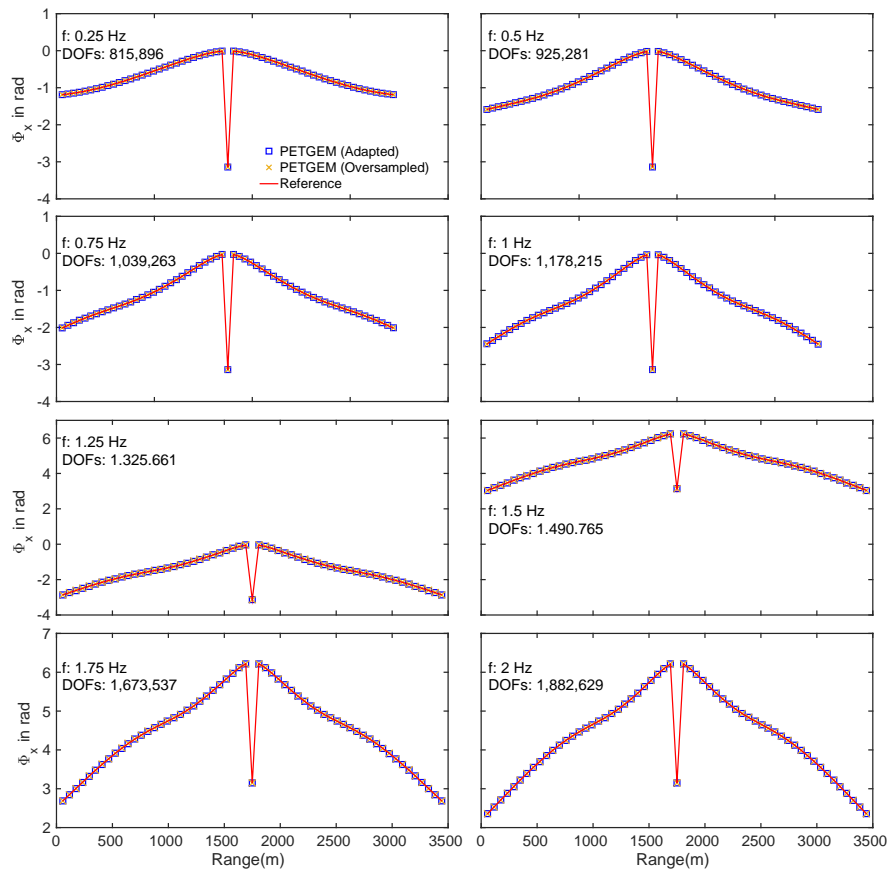 1
0
-1
-2
-3
-4
Φx in rad
f: 0.25 Hz
DOFs: 815,896
PETGEM (Adapted)
PETGEM (Oversampled)
Reference
f: 0.5 Hz
DOFs: 925,281
1
0
-1
-2
-3
-4
Φx in rad
f: 0.75 Hz
DOFs: 1,039,263
f: 1 Hz
DOFs: 1,178,215
6
4
2
0
-2
-4
Φx in rad
f: 1.25 Hz
DOFs: 1.325.661
f: 1.5 Hz
DOFs: 1.490.765
7
6
5
4
3
2
Φx in rad
f: 1.75 Hz
DOFs: 1,673,537
0 500 1000 1500 2000 2500 3000 3500
Range(m)
f: 2 Hz
DOFs: 1,882,629
0 500 1000 1500 2000 2500 3000 3500
Range(m)